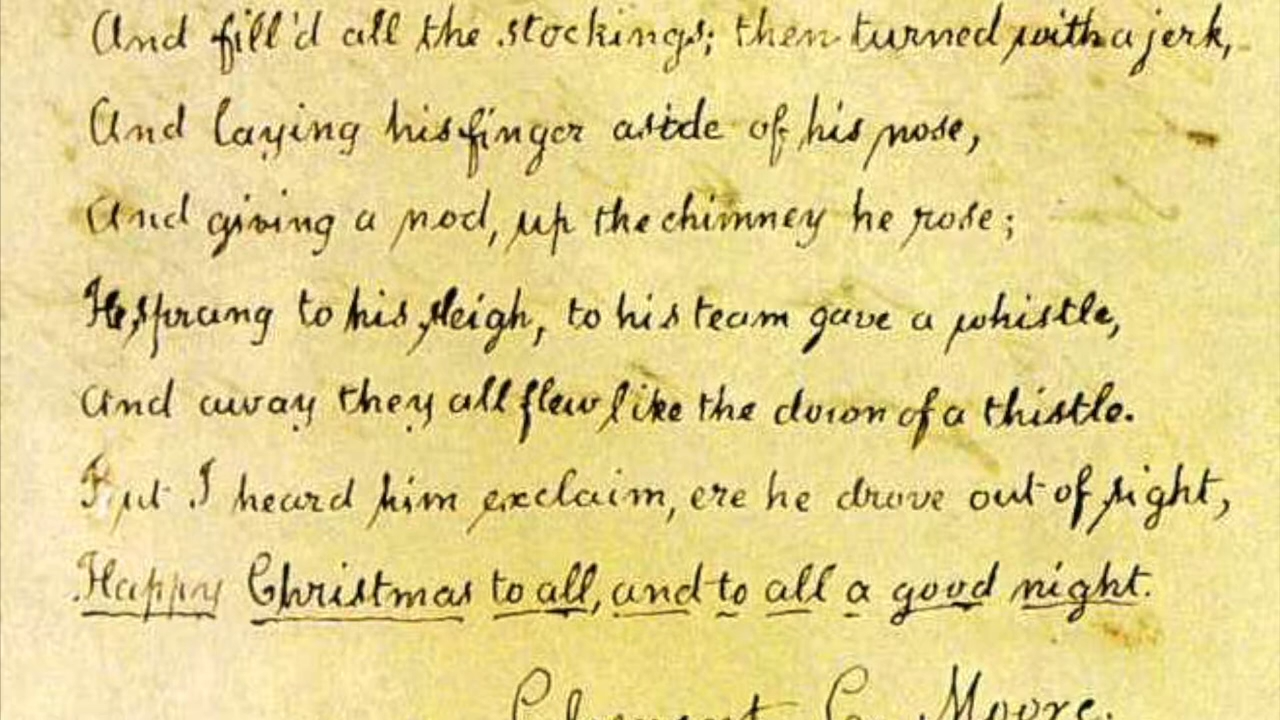 And fill'd all the stockings; then turned with a jerk,
And laying his finger aside of his nose,
And giving a nod, up the chimney he rose;
He sprang to his sleigh, to his team gave a whistle,
And away they all flew like the down of a thistle.
But I heard him exclaim, ere he drove out of sight,
Happy Christmas to all, and to all a good night.
Clement C. Moore.